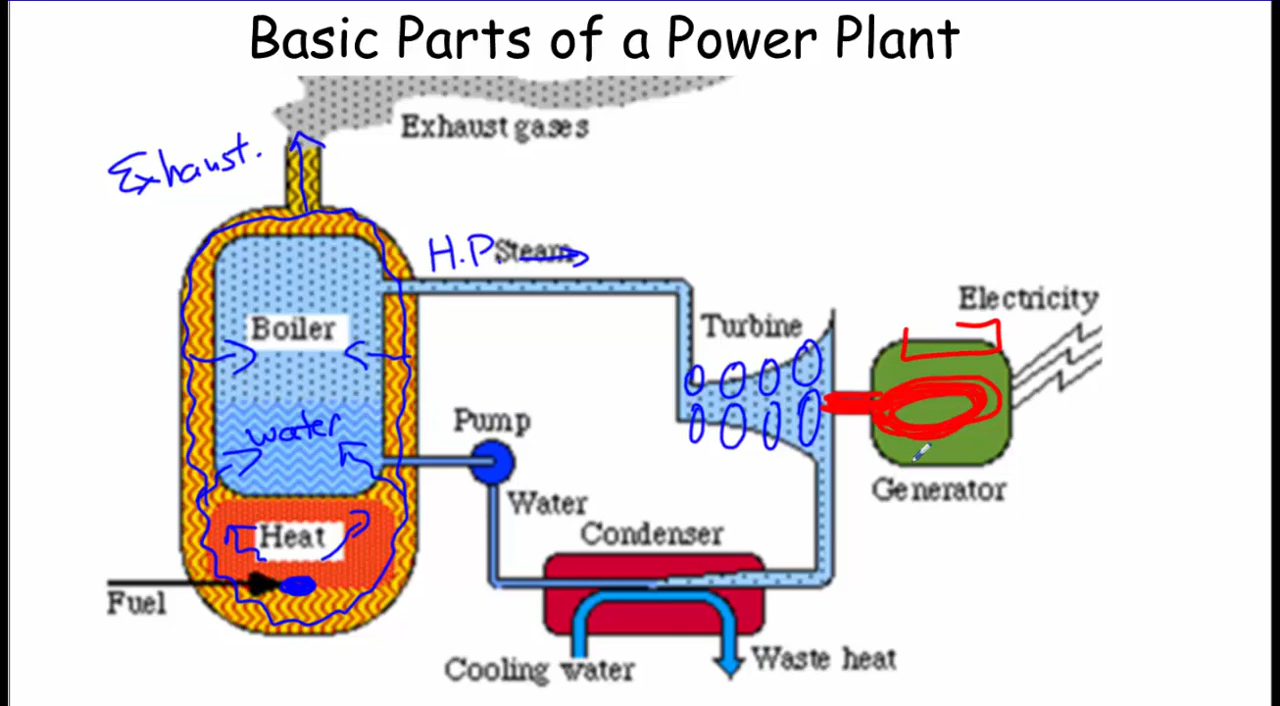 Basic Parts of a Power Plant
Exhaust gases
Exhaust.
H.P. Steam
Electricity
Boiler
Turbine
water
Pump
Generator
Water
Heat
Condenser
Fuel
Cooling water
Waste heat